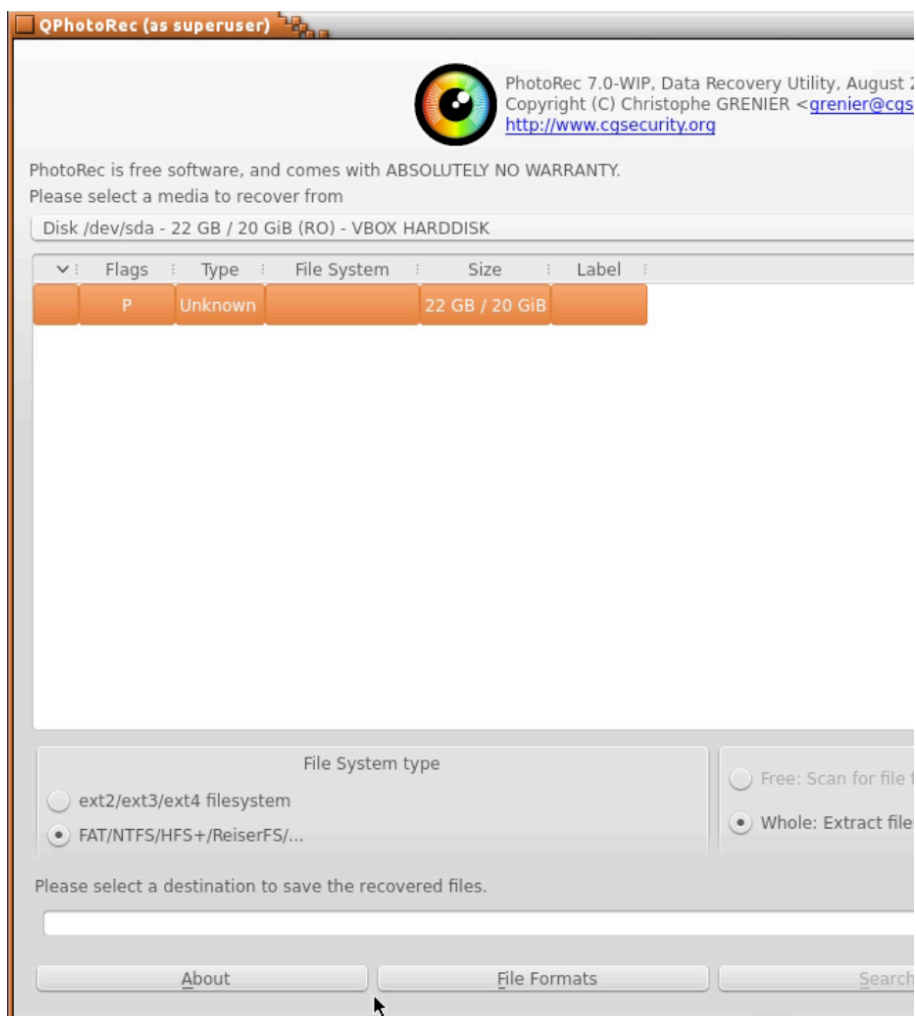 QPhotoRec (as superuser)
PhotoRec 7.0-WIP, Data Recovery Utility, August
Copyright (C) Christophe GRENIER <grenier@cgs
http://www.cgsecurity.org
PhotoRec is free software, and comes with ABSOLUTELY NO WARRANTY.
Please select a media to recover from
Disk /dev/sda - 22 GB / 20 GiB (RO) - VBOX HARDDISK
Flags Type File System Size Label
P Unknown 22 GB / 20 GiB
File System type
ext2/ext3/ext4 filesystem
FAT/NTFS/HFS+/ReiserFS/...
Free: Scan for file
Whole: Extract file
Please select a destination to save the recovered files.
About File Formats Search